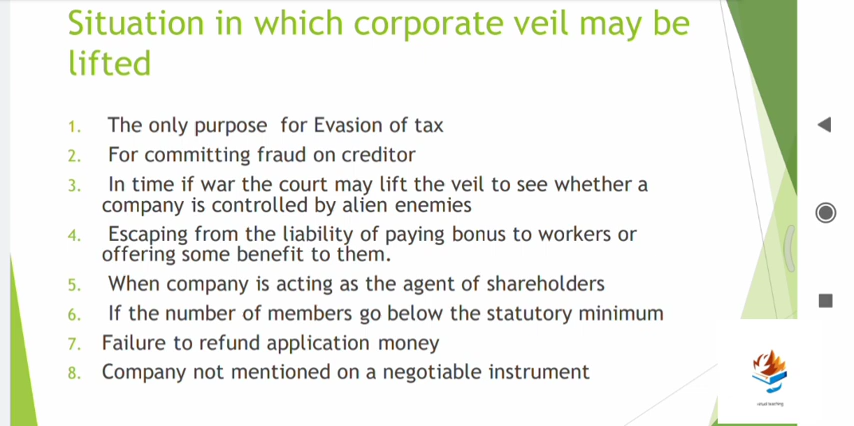 Situation in which corporate veil may be
lifted
1. The only purpose for Evasion of tax
2. For committing fraud on creditor
3. In time if war the court may lift the veil to see whether a
company is controlled by alien enemies
4. Escaping from the liability of paying bonus to workers or
offering some benefit to them.
5. When company is acting as the agent of shareholders
6. If the number of members go below the statutory minimum
7. Failure to refund application money
8. Company not mentioned on a negotiable instrument